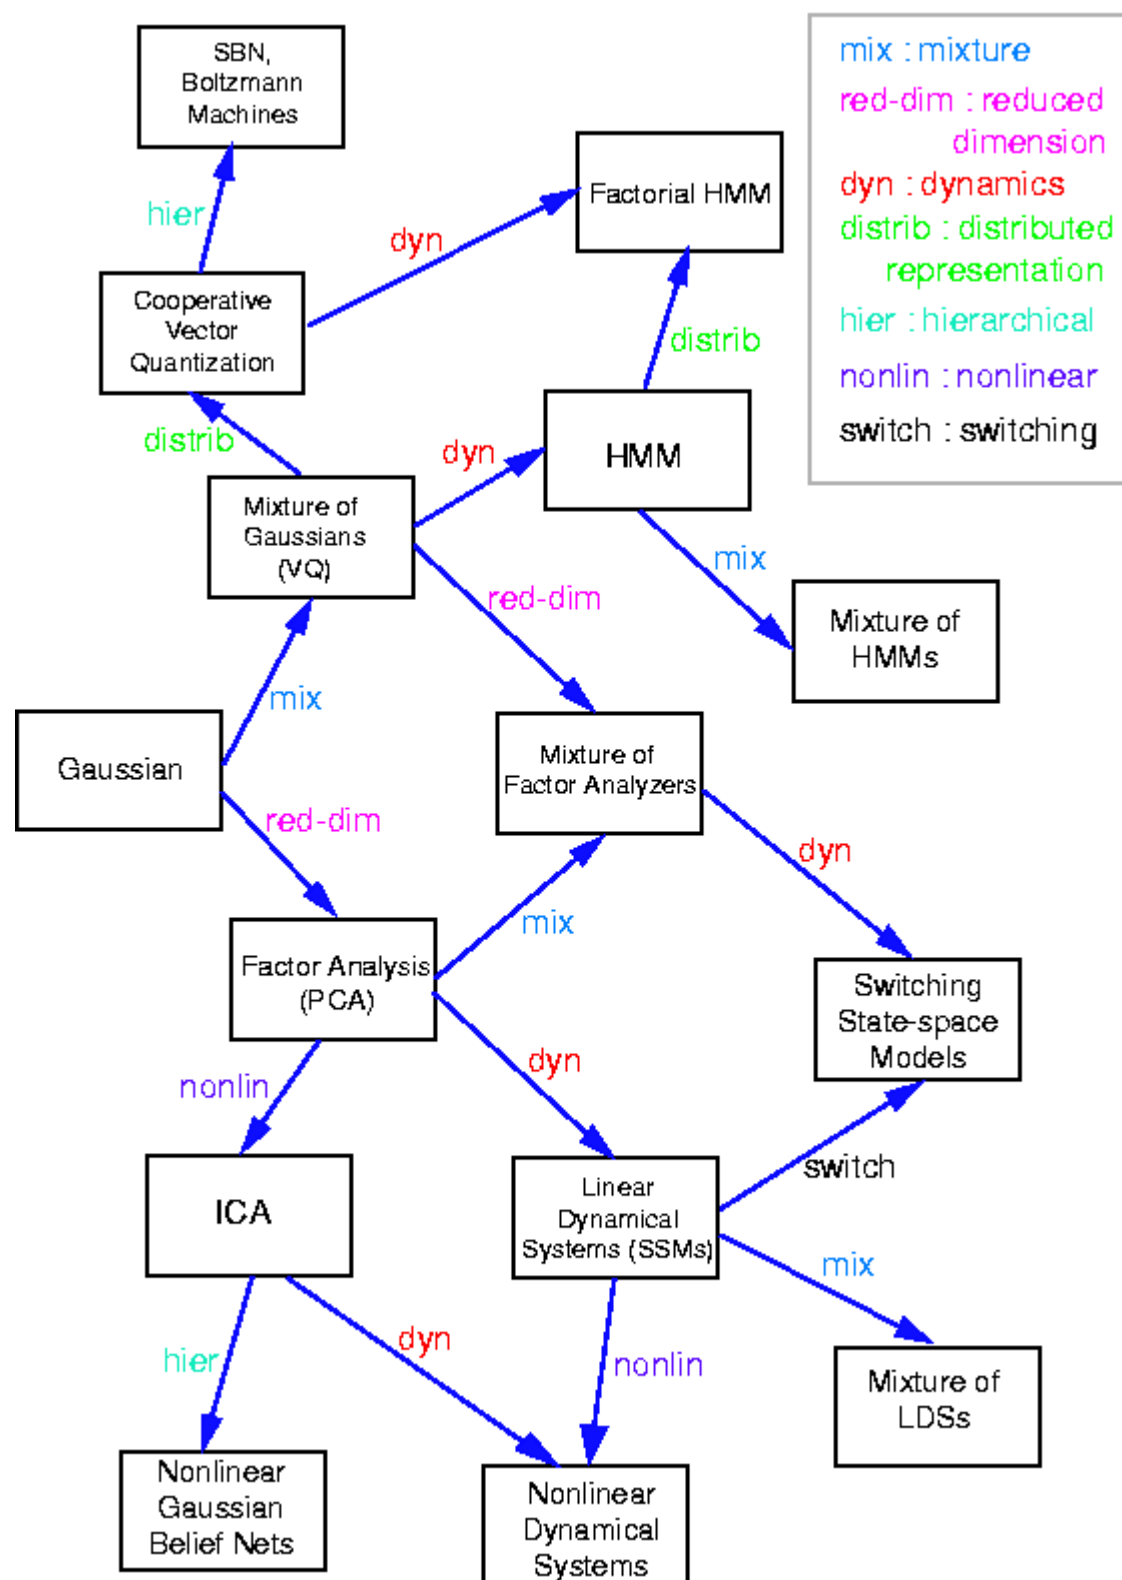 SBN,
Boltzmann
Machines
mix : mixture
red-dim : reduced
dimension
dyn : dynamics
distrib : distributed
representation
hier : hierarchical
nonlin : nonlinear
switch : switching
hier
dyn
Factorial HMM
Cooperative
Vector
Quantization
distrib
distrib
dyn
HMM
Mixture of
Gaussians
(VQ)
mix
red-dim
Mixture of
HMMs
mix
Gaussian
Mixture of
Factor Analyzers
red-dim
dyn
mix
Factor Analysis
(PCA)
Switching
State-space
Models
nonlin
dyn
switch
ICA
Linear
Dynamical
Systems (SSMs)
mix
hier
dyn
nonlin
Mixture of
LDSs
Nonlinear
Gaussian
Belief Nets
Nonlinear
Dynamical
Systems